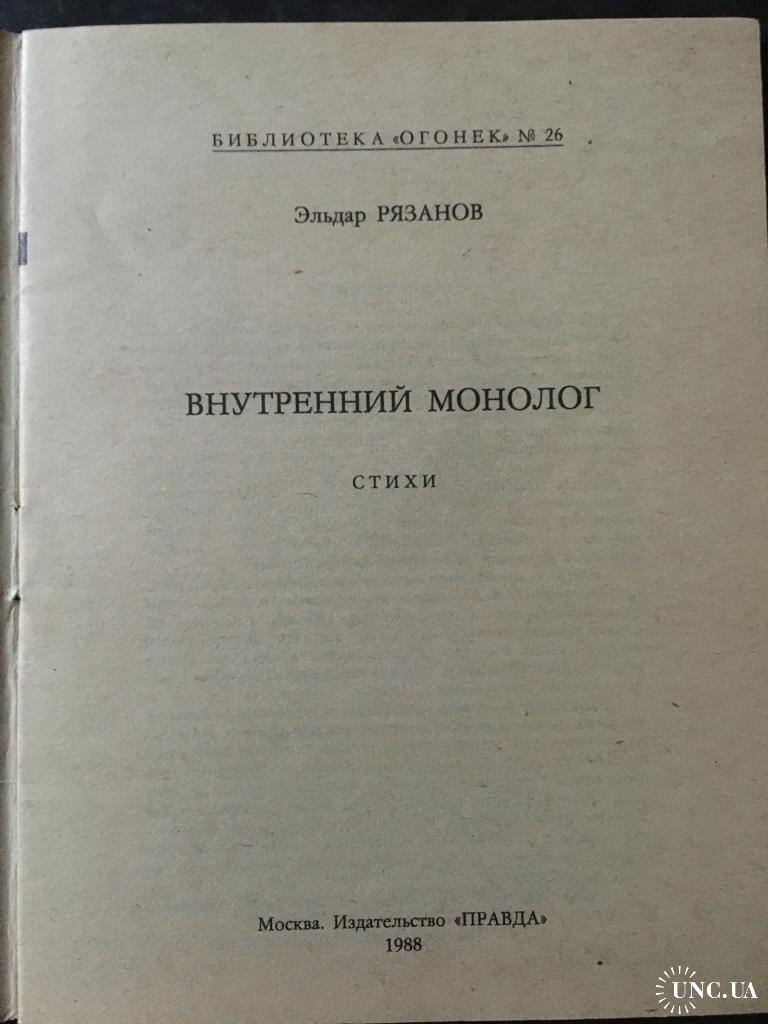 БИБЛИОТЕКА «ОГОНЕК» № 26
Эльдар РЯЗАНОВ
ВНУТРЕННИЙ МОНОЛОГ
СТИХИ
Москва. Издательство «ПРАВДА»
1988
UNC.UA